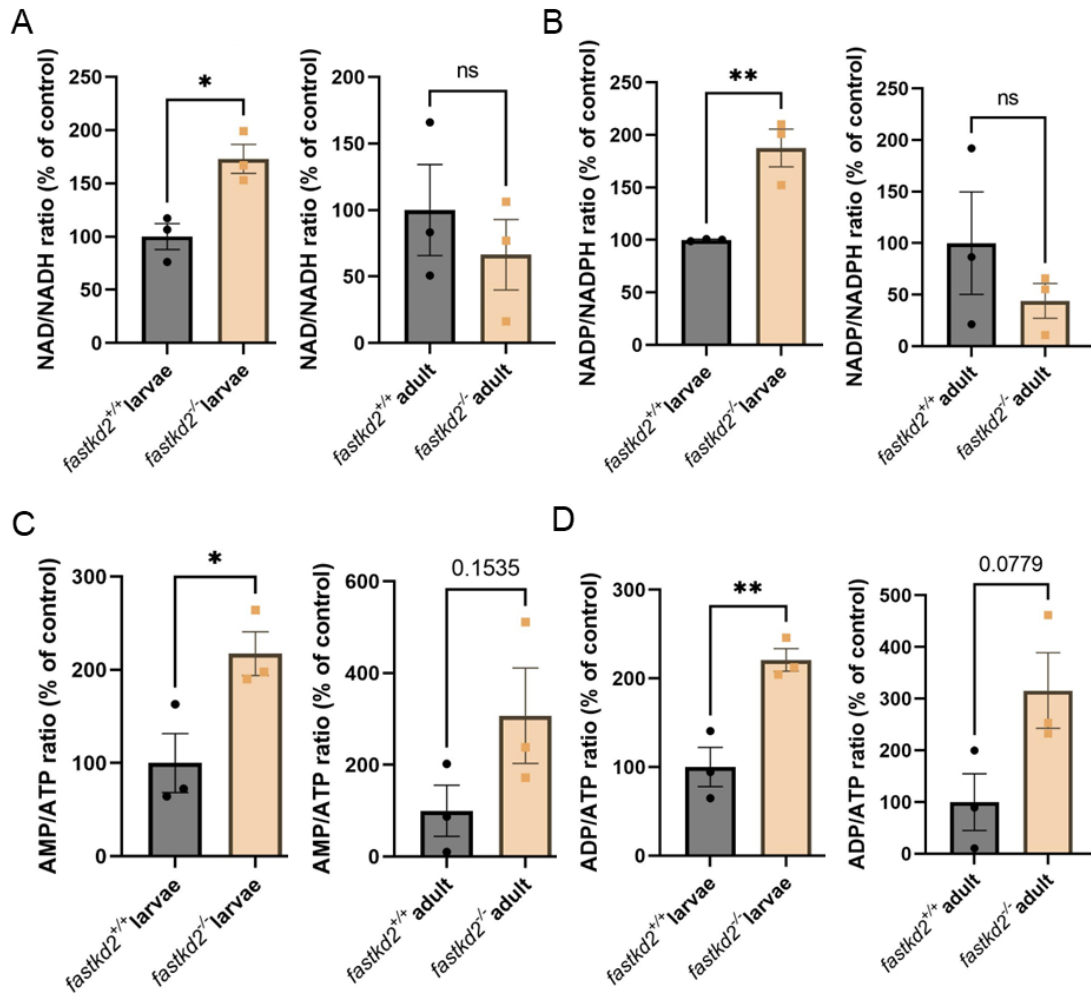 A
NAD/NADH ratio (% of control)
250
200
150
100
50
0
*
fastkd2+/+ larvae
fastkd2-/- larvae
NAD/NADH ratio (% of control)
200
150
100
50
0
ns
fastkd2+/+ adult
fastkd2-/- adult
B
NADP/NADPH ratio (% of control)
250
200
150
100
50
0
**
fastkd2+/+ larvae
fastkd2-/- larvae
NADP/NADPH ratio (% of control)
250
200
150
100
50
0
ns
fastkd2+/+ adult
fastkd2-/- adult
C
AMP/ATP ratio (% of control)
300
200
100
0
*
fastkd2+/+ larvae
fastkd2-/- larvae
AMP/ATP ratio (% of control)
600
400
200
0
0.1535
fastkd2+/+ adult
fastkd2-/- adult
D
ADP/ATP ratio (% of control)
300
200
100
0
**
fastkd2+/+ larvae
fastkd2-/- larvae
ADP/ATP ratio (% of control)
500
400
300
200
100
0
0.0779
fastkd2+/+ adult
fastkd2-/- adult